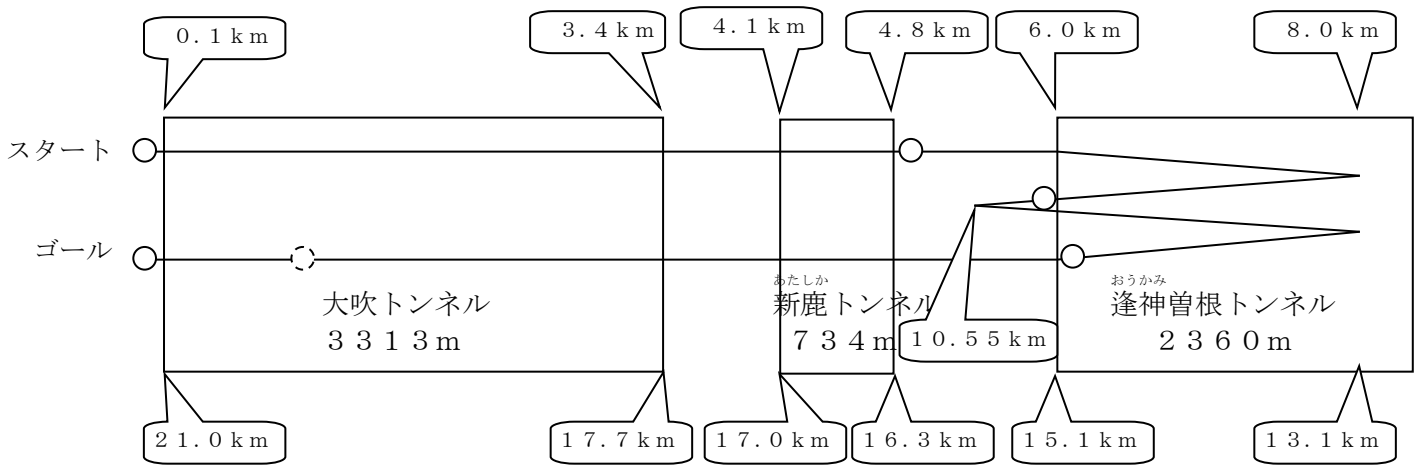 0.1km
3.4km
4.1km
4.8km
6.0km
8.0km
スタート
ゴール
大吹トンネル
3313m
あたしか
新鹿トンネル
734m
10.55km
おうかみ
逢神曽根トンネル
2360m
21.0km
17.7km
17.0km
16.3km
15.1km
13.1km